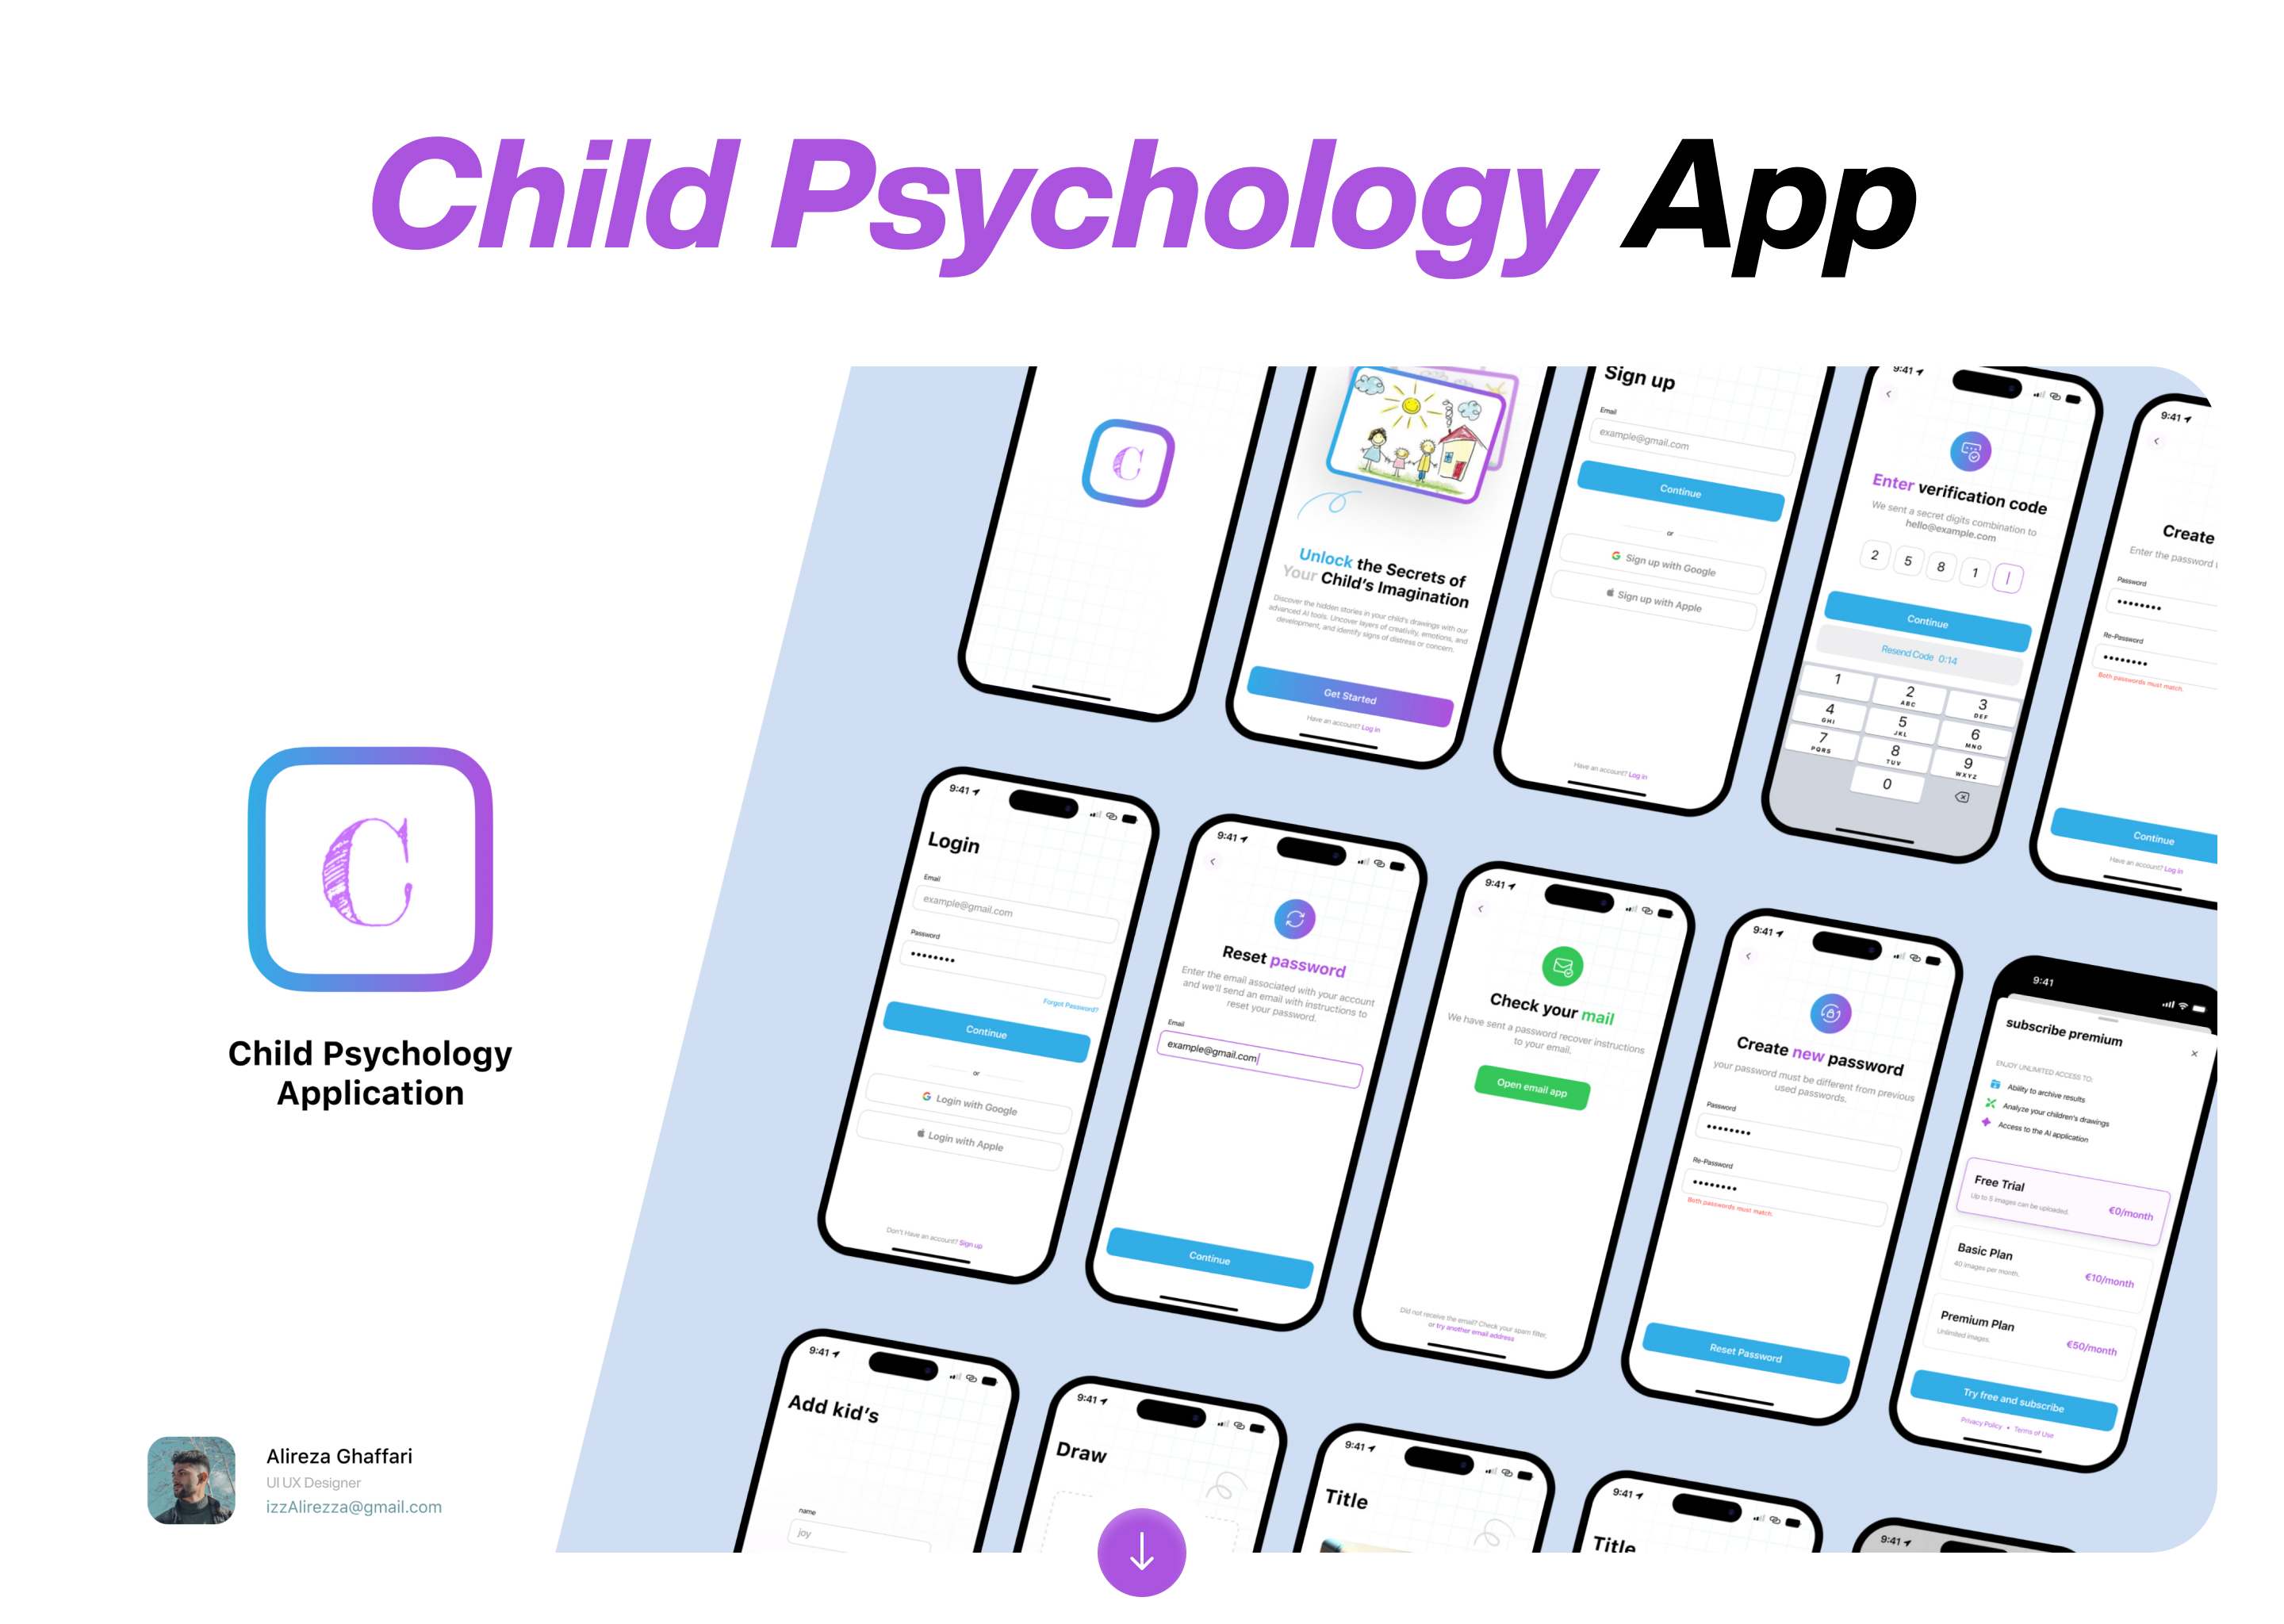 Child Psychology App
C
Child Psychology
Application
Alireza Ghaffari
UI UX Designer
izzAlirezza@gmail.com
C
Unlock the Secrets of
Your Child's Imagination
Discover the hidden stories in your child's drawings with our
advanced AI tools. Uncover layers of creativity, emotions, and
development, and identify signs of distress or concern.
Get Started
Have an account? Log in
Sign up
Email
example@gmail.com
Continue
or
Sign up with Google
Sign up with Apple
Have an account? Log in
9:41
Enter verification code
We sent a secret digits combination to
hello@example.com
2 5 8 1
Continue
Resend Code 0:14
1 2 ABC 3 DEF
4 GHI 5 JKL 6 MNO
7 PQRS 8 TUV 9 WXYZ
0
9:41
Create
Enter the password
Password
••••••••
Re-Password
••••••••
Both passwords must match.
Continue
Have an account? Log in
9:41
Login
Email
example@gmail.com
Password
••••••••
Forgot Password?
Continue
or
Login with Google
Login with Apple
Don't Have an account? Sign up
9:41
Reset password
Enter the email associated with your account
and we'll send an email with instructions to
reset your password.
Email
example@gmail.com
Continue
9:41
Check your mail
We have sent a password recover instructions
to your email.
Open email app
Did not receive the email? Check your spam filter,
or try another email address
9:41
Create new password
your password must be different from previous
used passwords.
Password
••••••••
Re-Password
••••••••
Both passwords must match.
Reset Password
9:41
subscribe premium
ENJOY UNLIMITED ACCESS TO:
Ability to archive results
Analyze your children's drawings
Access to the AI application
Free Trial
Up to 5 images can be uploaded.
€0/month
Basic Plan
40 images per month.
€10/month
Premium Plan
Unlimited images.
€50/month
Try free and subscribe
Privacy Policy • Terms of Use
9:41
Add kid's
name
joy
9:41
Draw
9:41
Title
9:41
Title
9:41